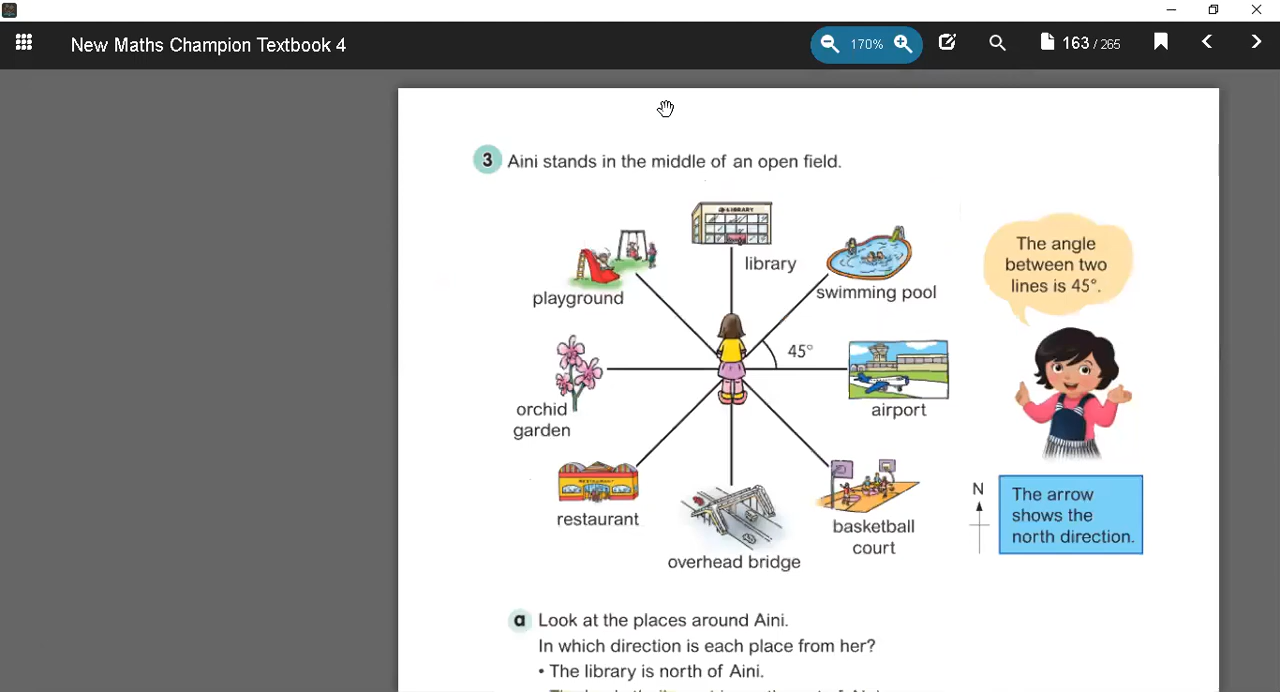 New Maths Champion Textbook 4
170%
163 / 265
3 Aini stands in the middle of an open field.
LIBRARY
library
playground
swimming pool
The angle
between two
lines is 45°.
45°
orchid
garden
airport
RESTAURANT
restaurant
overhead bridge
basketball
court
N
The arrow
shows the
north direction.
a Look at the places around Aini.
In which direction is each place from her?
• The library is north of Aini.